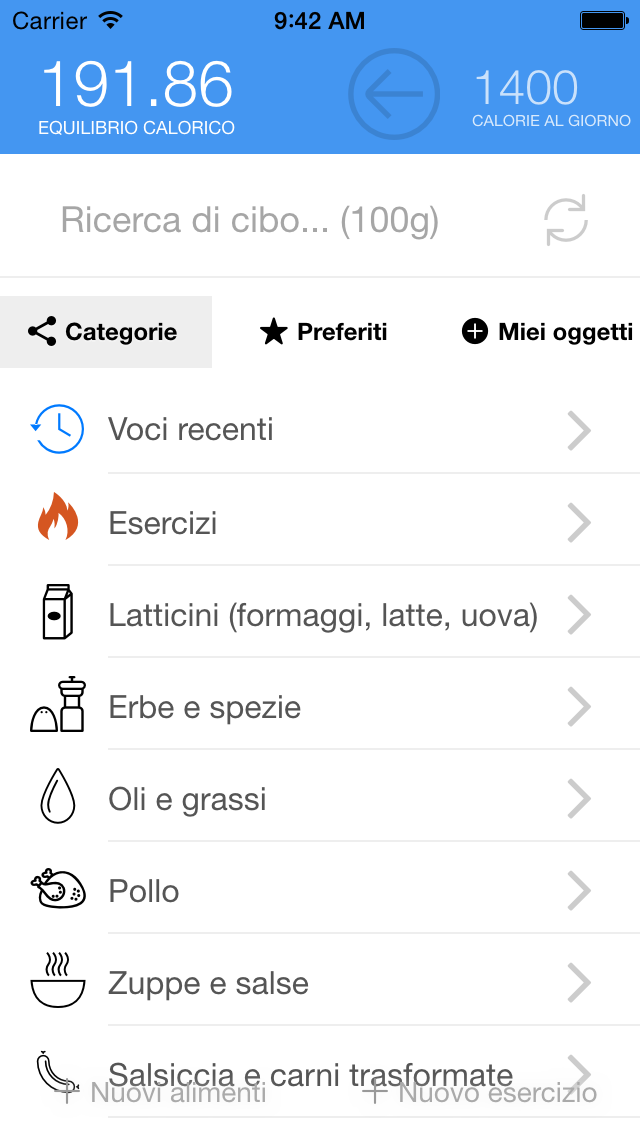 Carrier 9:42 AM
191.86 1400
EQUILIBRIO CALORICO CALORIE AL GIORNO
Ricerca di cibo... (100g)
Categorie Preferiti Miei oggetti
Voci recenti
Esercizi
Latticini (formaggi, latte, uova)
Erbe e spezie
Oli e grassi
Pollo
Zuppe e salse
Salsiccia e carni trasformate
+ Nuovi alimenti + Nuovo esercizio